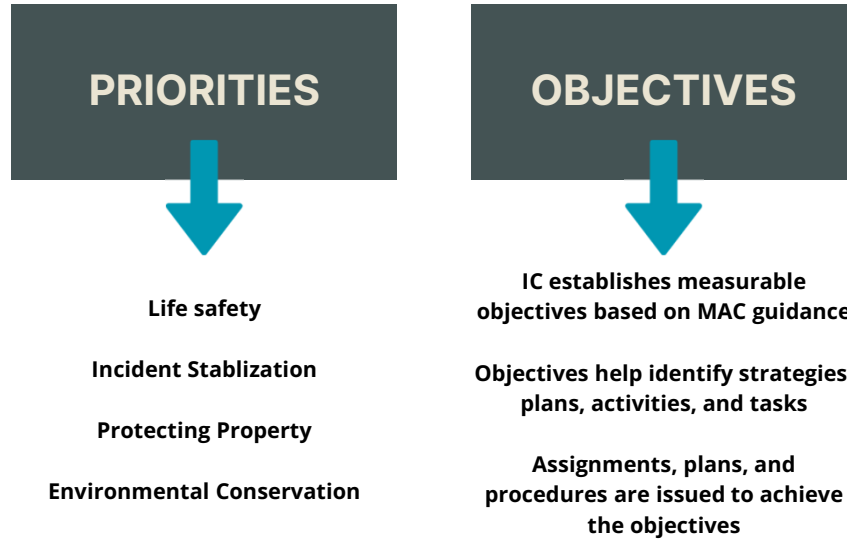 PRIORITIES
Life safety
Incident Stablization
Protecting Property
Environmental Conservation
OBJECTIVES
IC establishes measurable
objectives based on MAC guidance
Objectives help identify strategies
plans, activities, and tasks
Assignments, plans, and
procedures are issued to achieve
the objectives